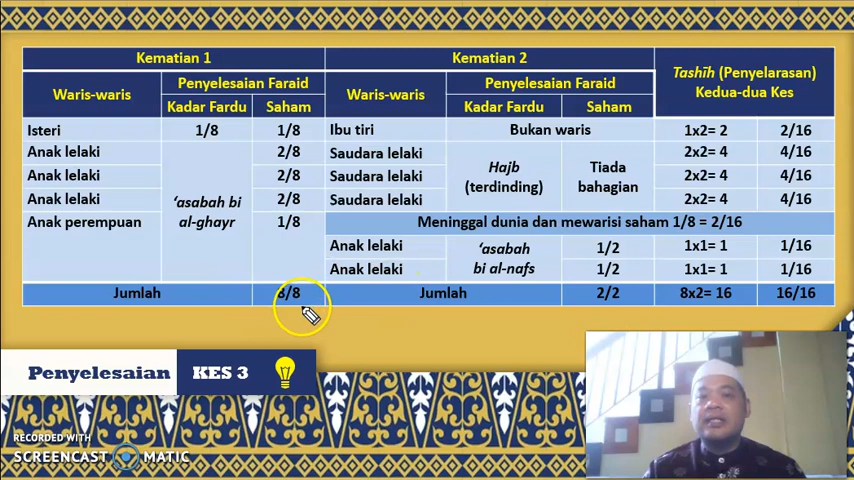 Kematian 1 Kematian 2 Tashīh (Penyelarasan) Kedua-dua Kes
Waris-waris Penyelesaian Faraid Waris-waris Penyelesaian Faraid
Kadar Fardu Saham Kadar Fardu Saham
Isteri 1/8 1/8 Ibu tiri Bukan waris 1x2= 2 2/16
Anak lelaki 2/8 Saudara lelaki 2x2= 4 4/16
Anak lelaki 2/8 Saudara lelaki Hajb (terdinding) Tiada bahagian 2x2= 4 4/16
Anak lelaki ‘asabah bi al-ghayr 2/8 Saudara lelaki 2x2= 4 4/16
Anak perempuan 1/8 Meninggal dunia dan mewarisi saham 1/8 = 2/16
Anak lelaki ‘asabah bi al-nafs 1/2 1x1= 1 1/16
Anak lelaki 1/2 1x1= 1 1/16
Jumlah 8/8 Jumlah 2/2 8x2= 16 16/16
Penyelesaian KES 3
RECORDED WITH
SCREENCAST MATIC